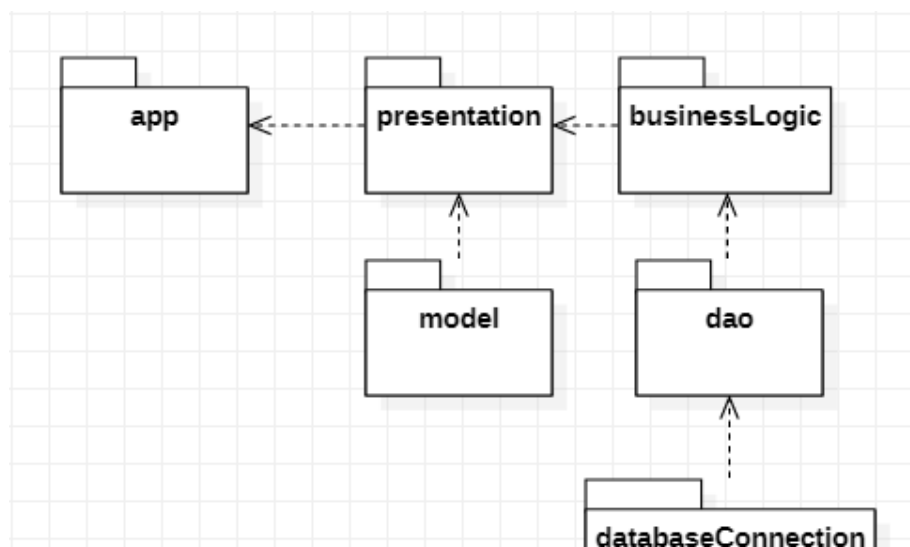 app
presentation
businessLogic
model
dao
databaseConnection